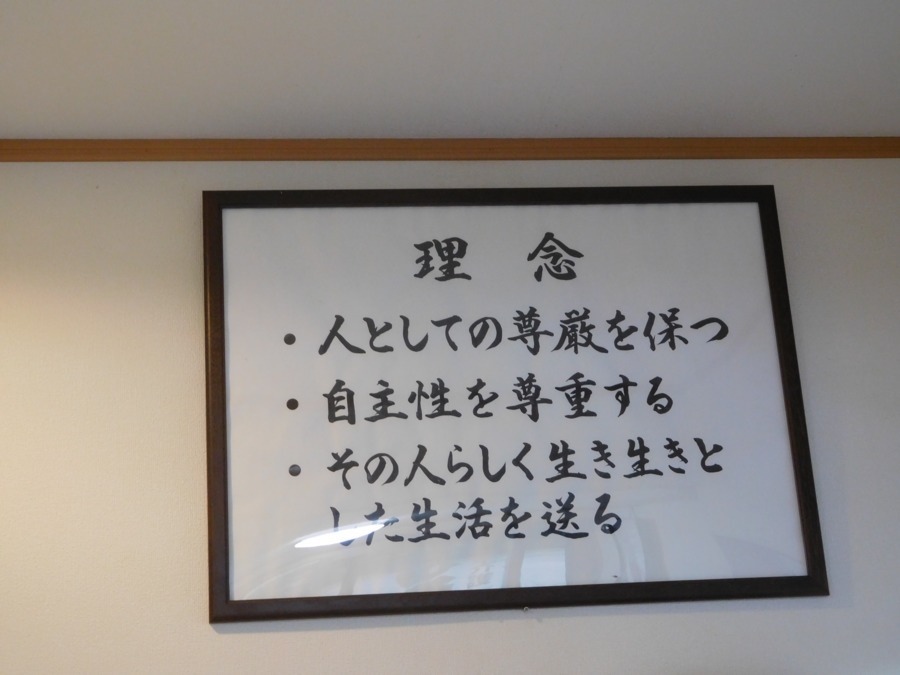 理 念
・人としての尊厳を保つ
・自主性を尊重する
・その人らしく生き生きと
した生活を送る